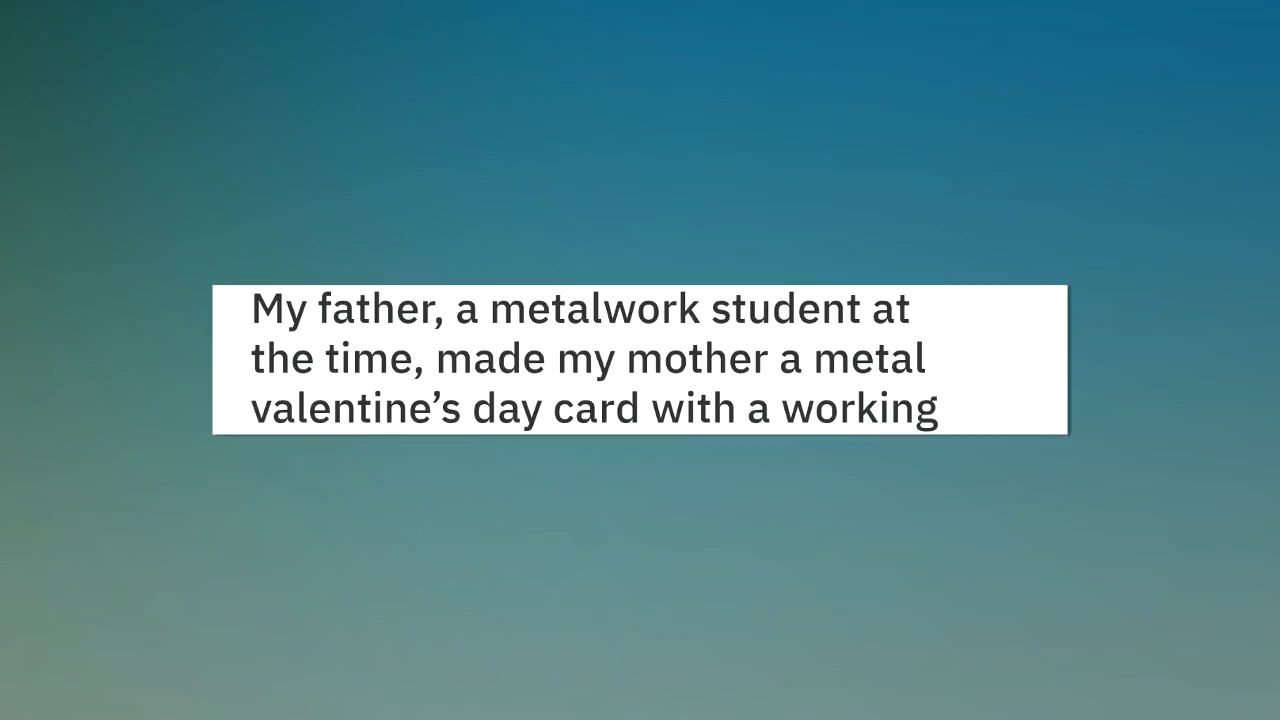 My father, a metalwork student at
the time, made my mother a metal
valentine’s day card with a working